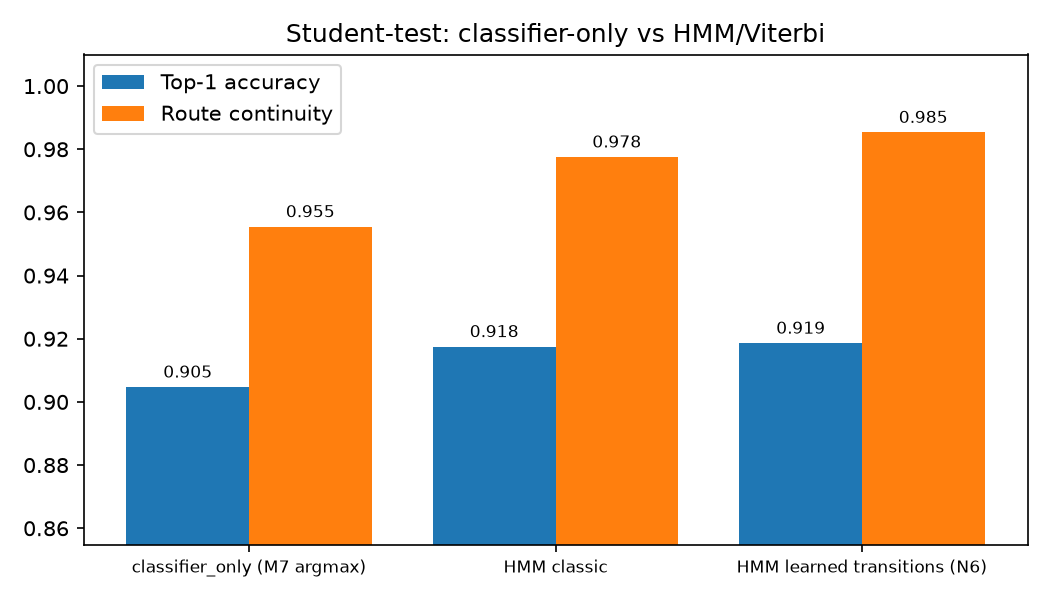 Student-test: classifier-only vs HMM/Viterbi
Top-1 accuracy
Route continuity
1.00
0.98
0.96
0.94
0.92
0.90
0.88
0.86
0.905
0.955
0.918
0.978
0.919
0.985
classifier_only (M7 argmax)
HMM classic
HMM learned transitions (N6)